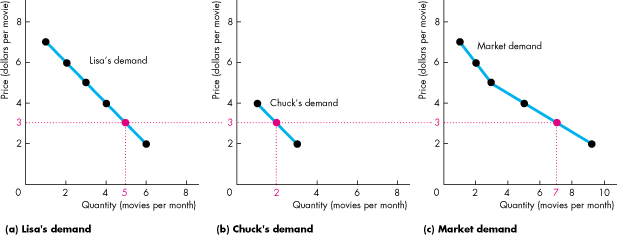 Price (dollars per movie)
8
6
4
3
2
0
Lisa's demand
2
4
5
6
8
Quantity (movies per month)
(a) Lisa's demand
Price (dollars per movie)
8
6
4
3
2
0
Chuck's demand
2
4
6
8
Quantity (movies per month)
(b) Chuck's demand
Price (dollars per movie)
8
6
4
3
2
0
Market demand
2
4
6
7
8
10
Quantity (movies per month)
(c) Market demand